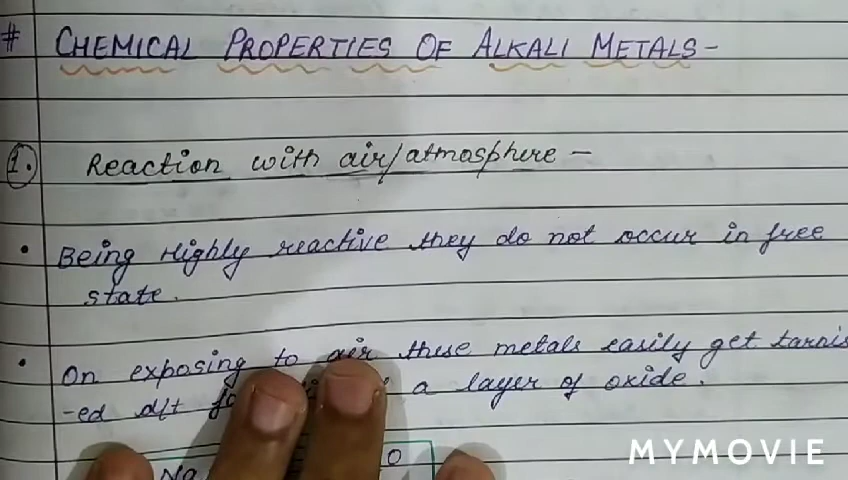 # CHEMICAL PROPERTIES OF ALKALI METALS-
1. Reaction with air/atmosphere -
• Being Highly reactive they do not occur in free
state.
• On exposing to air these metals easily get tarnis
-ed a layer of oxide.
Na O
MYMOVIE